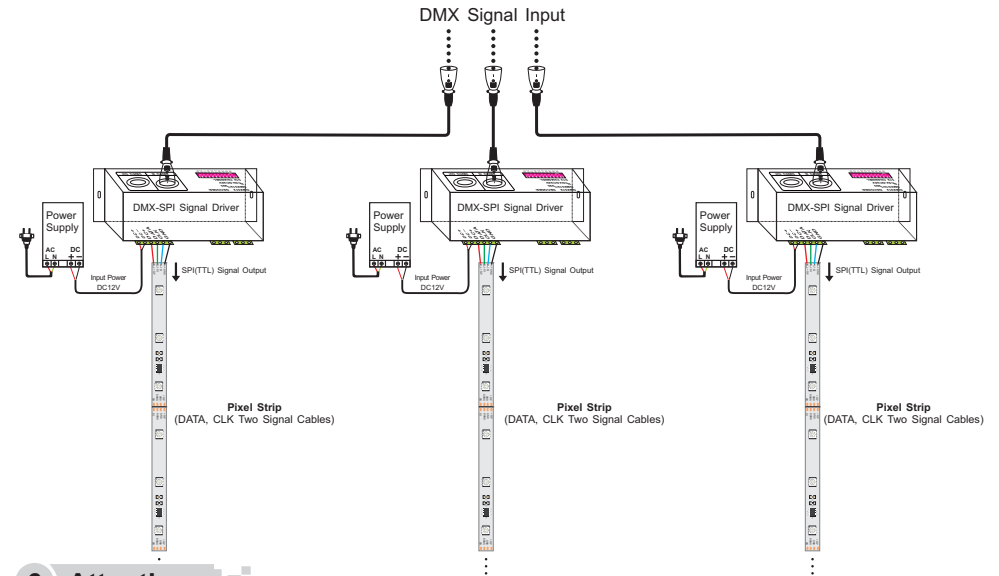 DMX Signal Input
DMX-SPI Signal Driver
DMX-SPI Signal Driver
DMX-SPI Signal Driver
Power
Supply
AC DC
L N + −
Input Power
DC12V
SPI(TTL) Signal Output
Power
Supply
AC DC
L N + −
Input Power
DC12V
SPI(TTL) Signal Output
Power
Supply
AC DC
L N + −
Input Power
DC12V
SPI(TTL) Signal Output
Pixel Strip
(DATA, CLK Two Signal Cables)
Pixel Strip
(DATA, CLK Two Signal Cables)
Pixel Strip
(DATA, CLK Two Signal Cables)